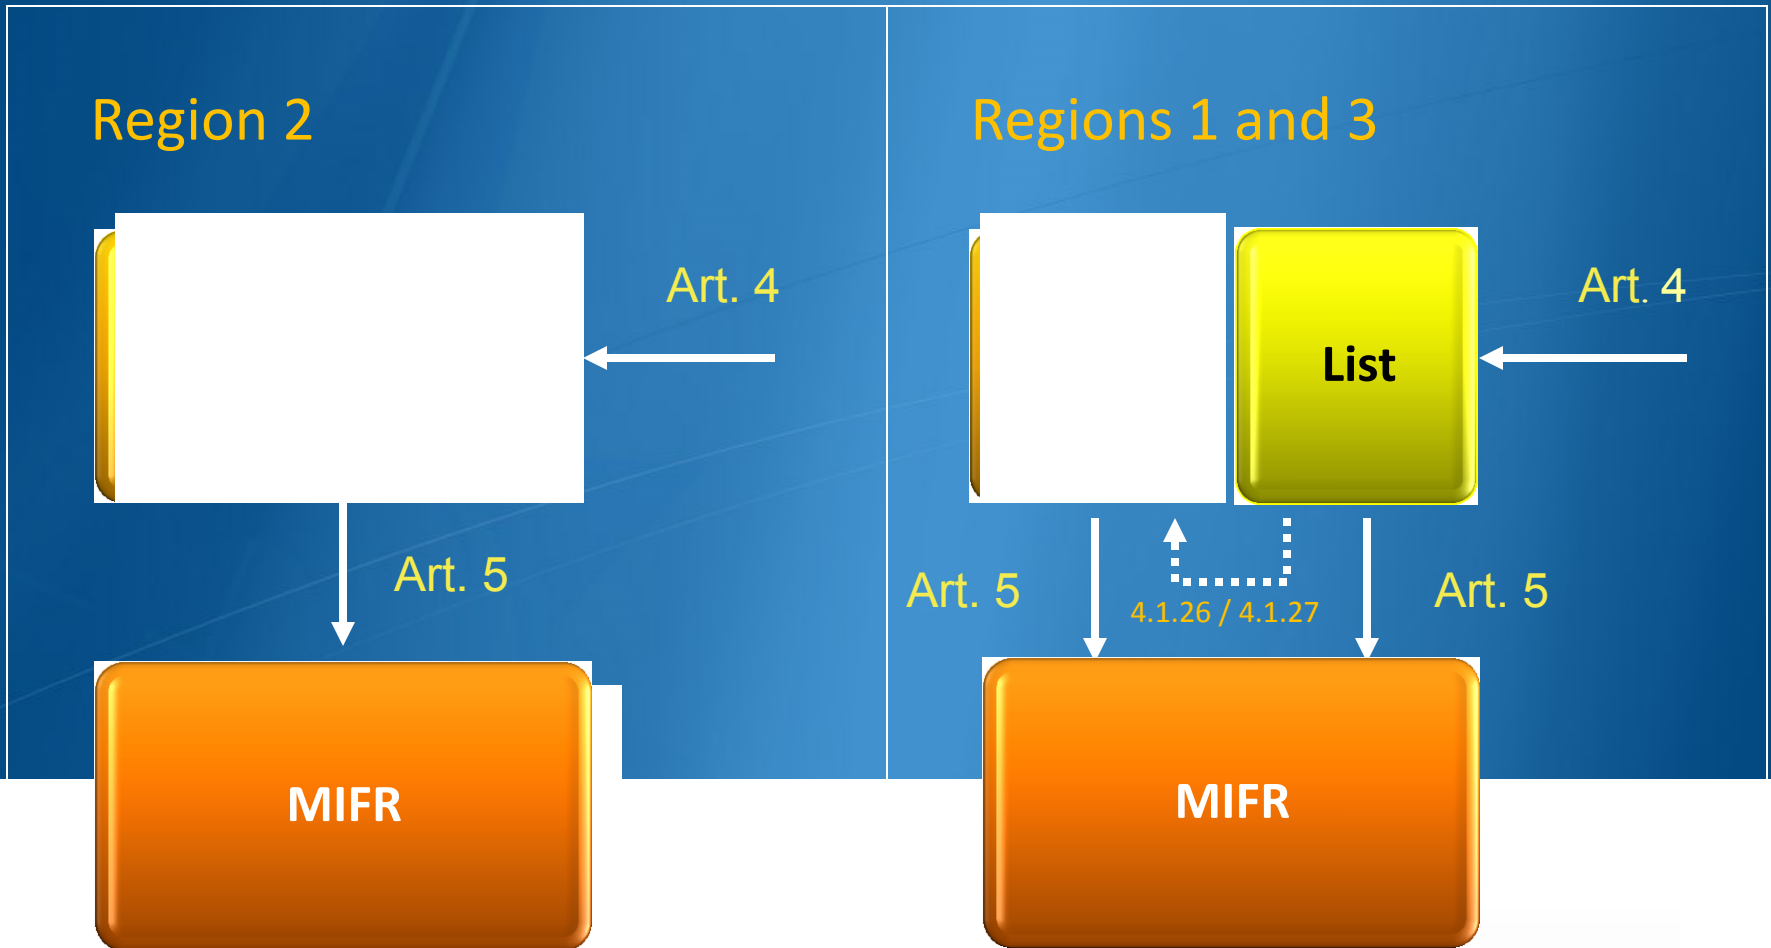 Region 2
Regions 1 and 3
Art. 4
List
Art. 4
Art. 5
Art. 5
4.1.26 / 4.1.27
Art. 5
MIFR
MIFR